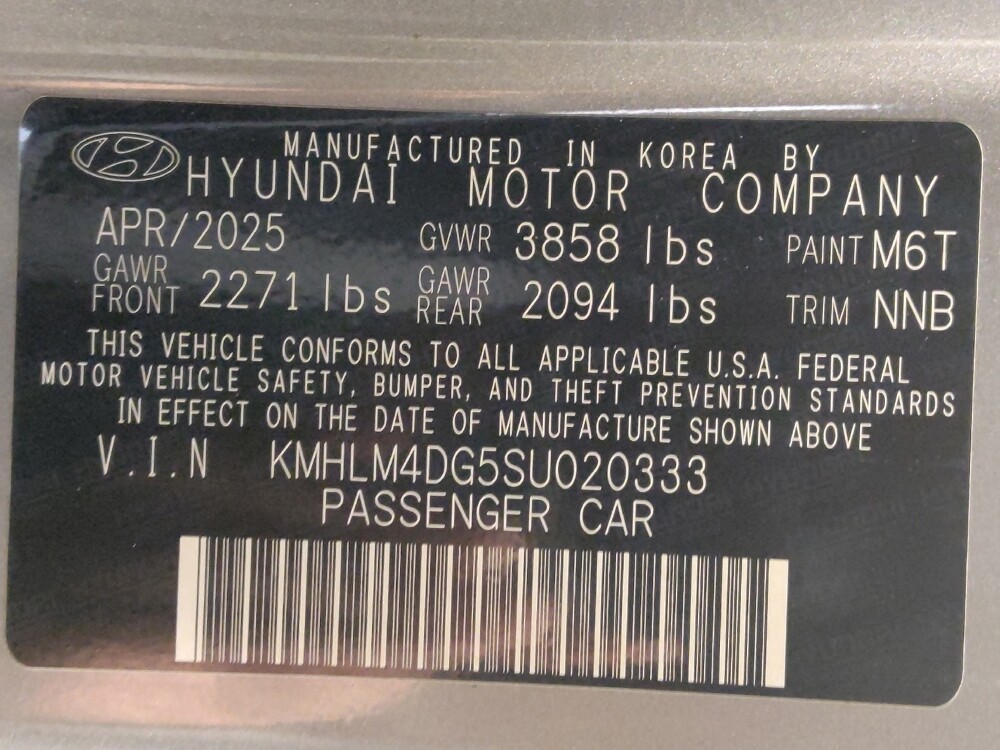 MANUFACTURED IN KOREA BY
HYUNDAI MOTOR COMPANY
APR/2025 GVWR 3858 lbs PAINT M6T
GAWR FRONT 2271 lbs GAWR REAR 2094 lbs TRIM NNB
THIS VEHICLE CONFORMS TO ALL APPLICABLE U.S.A. FEDERAL
MOTOR VEHICLE SAFETY, BUMPER, AND THEFT PREVENTION STANDARDS
IN EFFECT ON THE DATE OF MANUFACTURE SHOWN ABOVE
V.I.N KMHLM4DG5SU020333
PASSENGER CAR